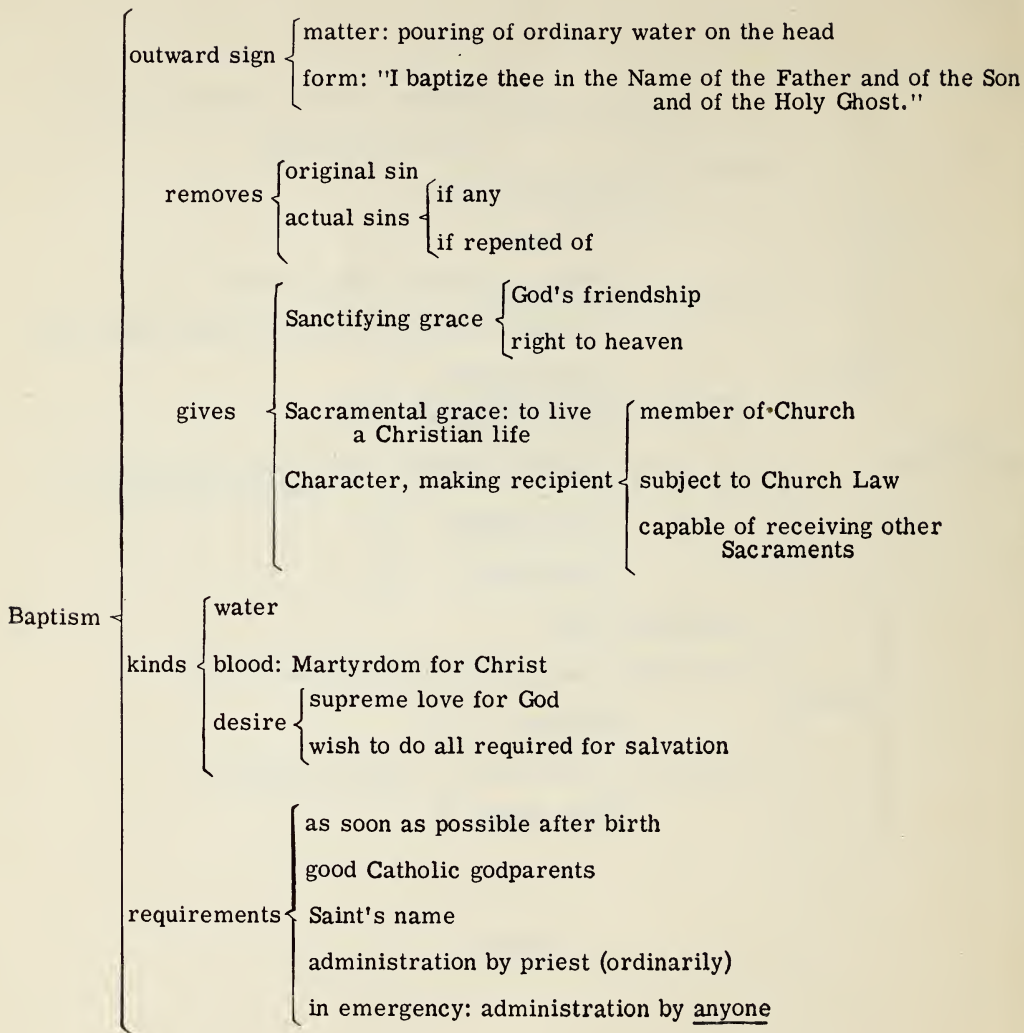 outward sign
matter: pouring of ordinary water on the head
form: "I baptize thee in the Name of the Father and of the Son
and of the Holy Ghost."
removes
original sin
actual sins
if any
if repented of
gives
Sanctifying grace
God's friendship
right to heaven
Sacramental grace: to live
a Christian life
Character, making recipient
member of Church
subject to Church Law
capable of receiving other
Sacraments
Baptism
kinds
water
blood: Martyrdom for Christ
desire
supreme love for God
wish to do all required for salvation
requirements
as soon as possible after birth
good Catholic godparents
Saint's name
administration by priest (ordinarily)
in emergency: administration by anyone